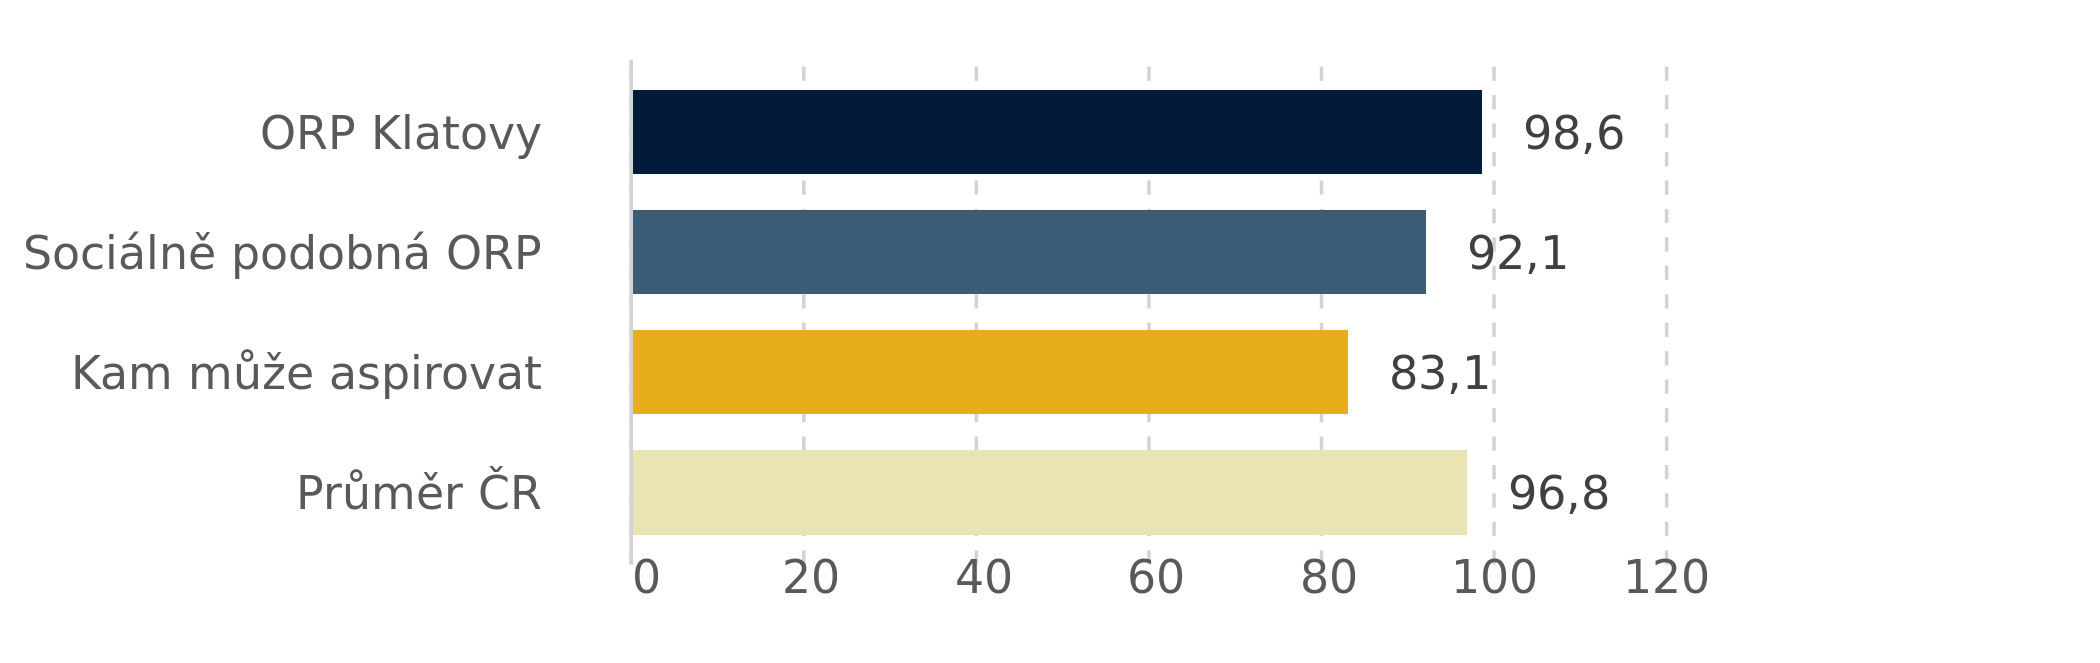 ORP Klatovy 98,6
Sociálně podobná ORP 92,1
Kam může aspirovat 83,1
Průměr ČR 96,8
0 20 40 60 80 100 120